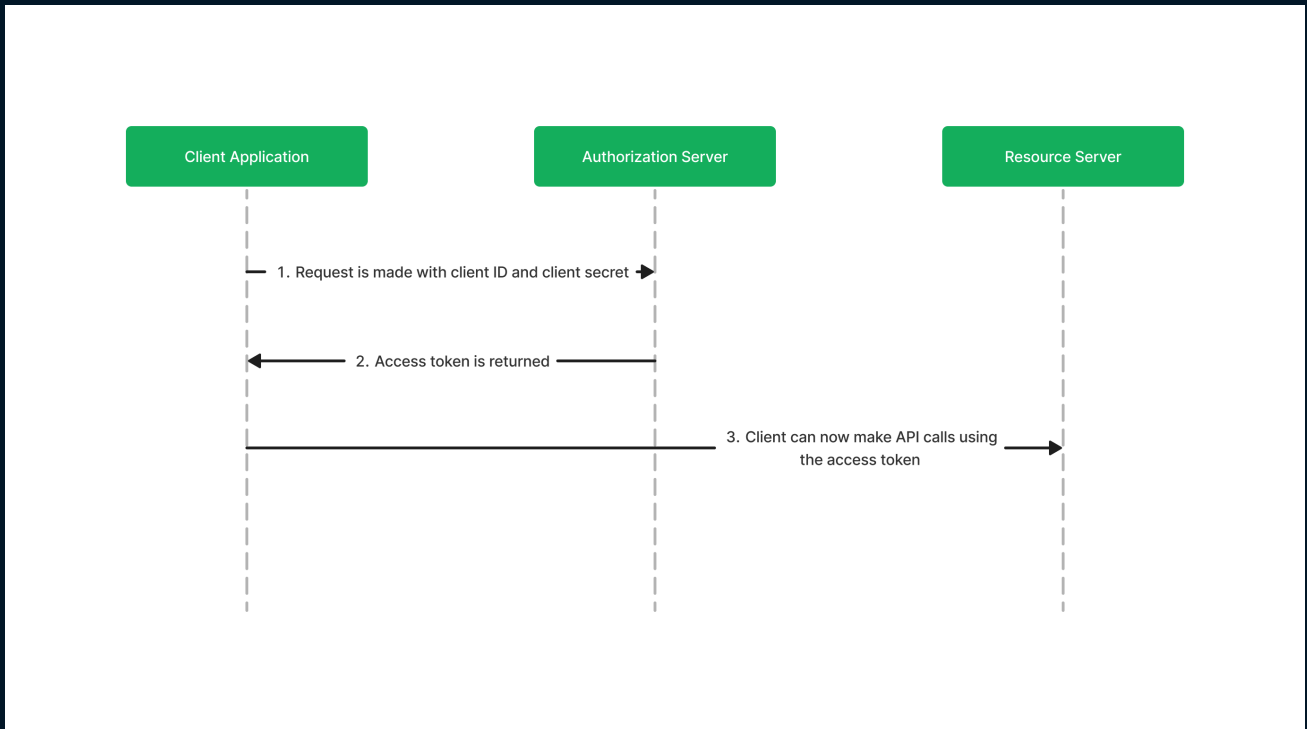 Client Application
Authorization Server
Resource Server
1. Request is made with client ID and client secret
2. Access token is returned
3. Client can now make API calls using
the access token